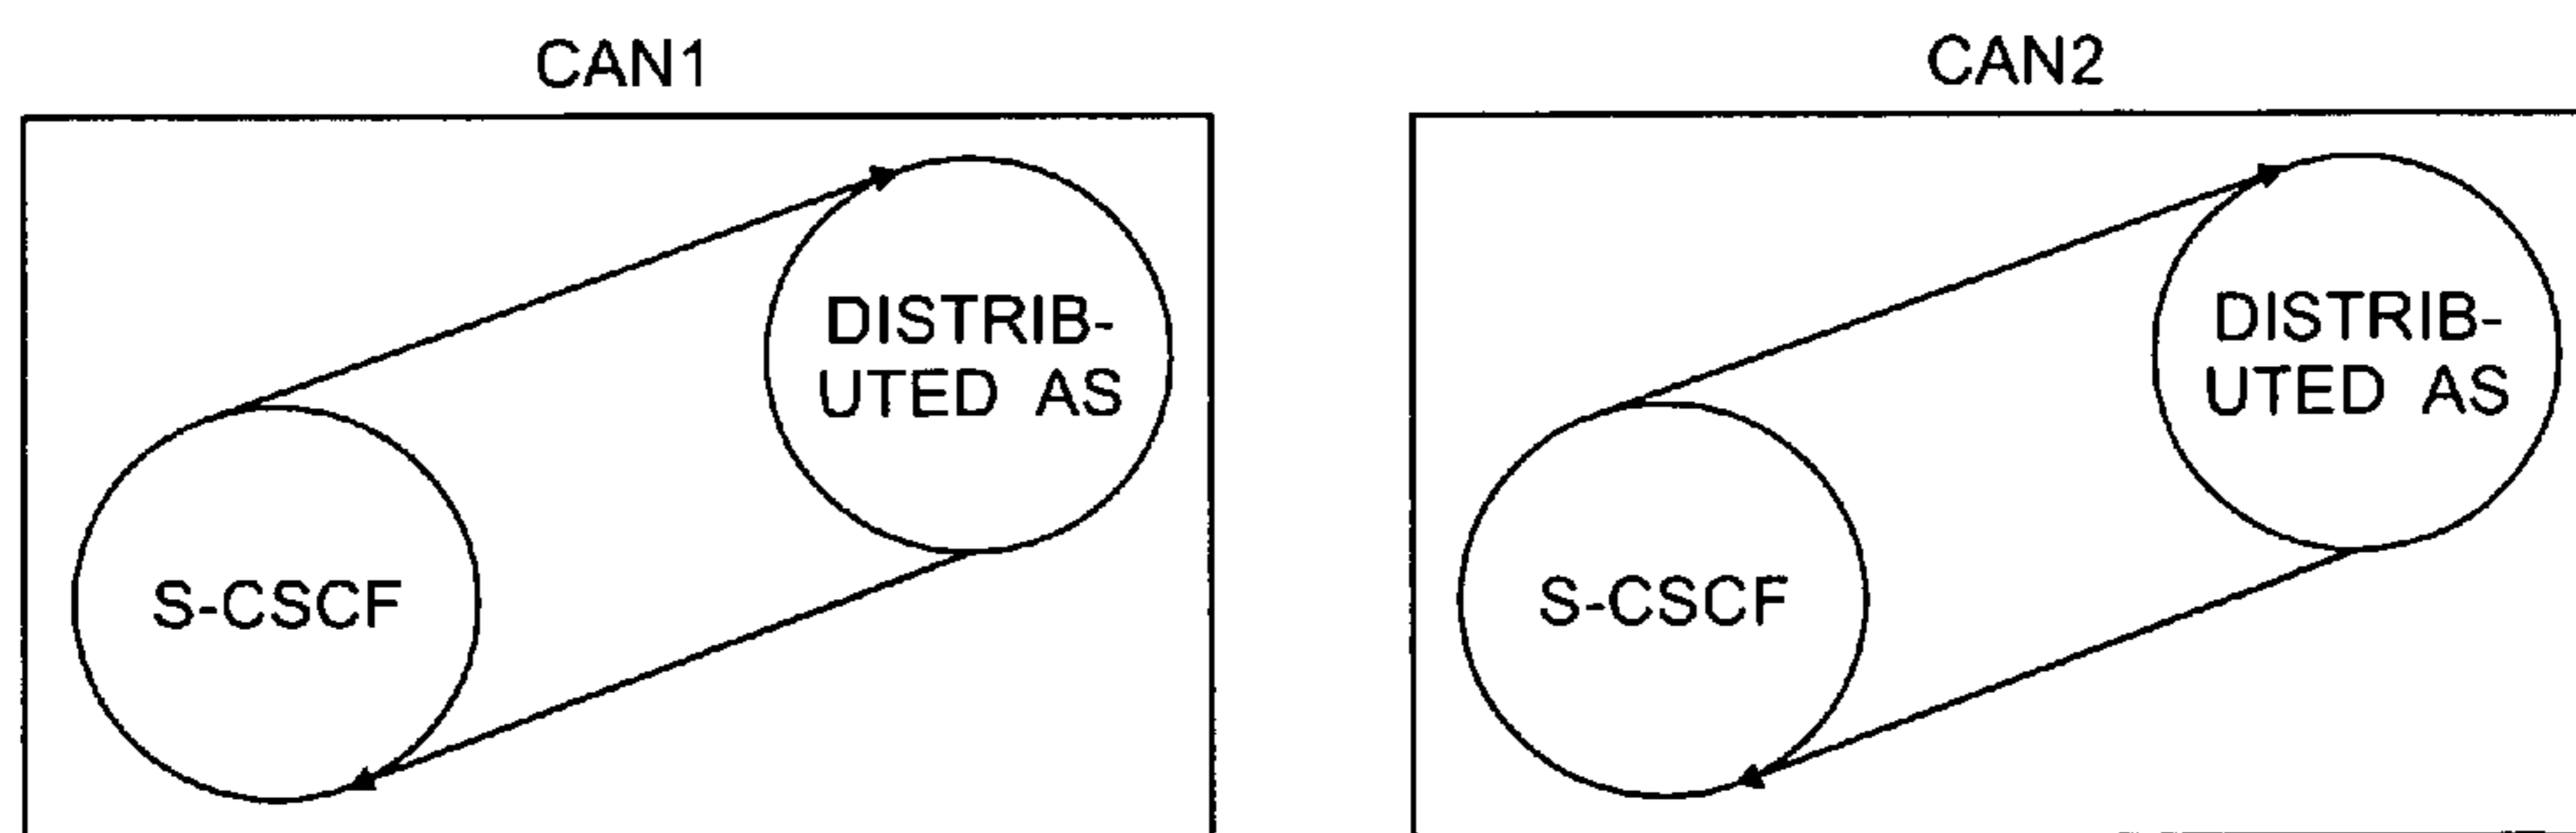 CAN1
CAN2
DISTRIB-
UTED AS
S-CSCF
DISTRIB-
UTED AS
S-CSCF